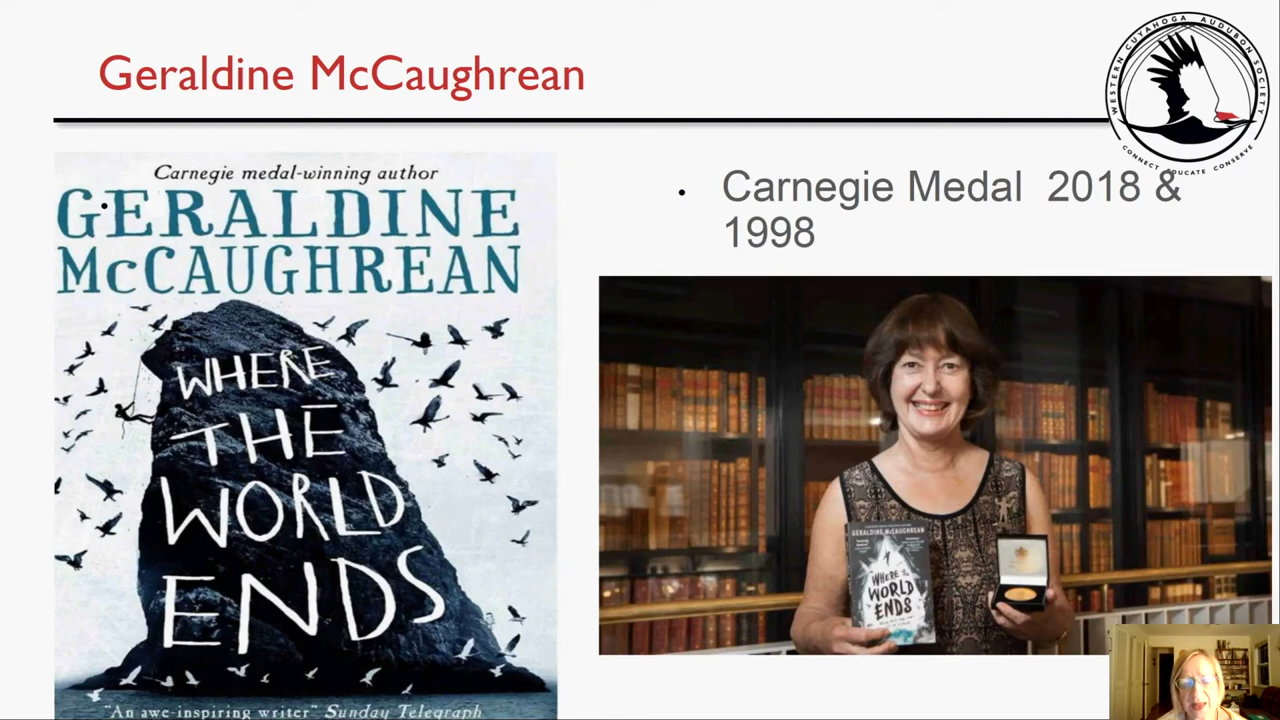 Geraldine McCaughrean
WESTERN CUYAHOGA AUDUBON SOCIETY
CONNECT EDUCATE CONSERVE
Carnegie medal-winning author
GERALDINE
McCAUGHREAN
WHERE
THE
WORLD
ENDS
"An awe-inspiring writer" Sunday Telegraph
• Carnegie Medal 2018 &
1998
GERALDINE McCAUGHREAN
WHERE THE
WORLD
ENDS